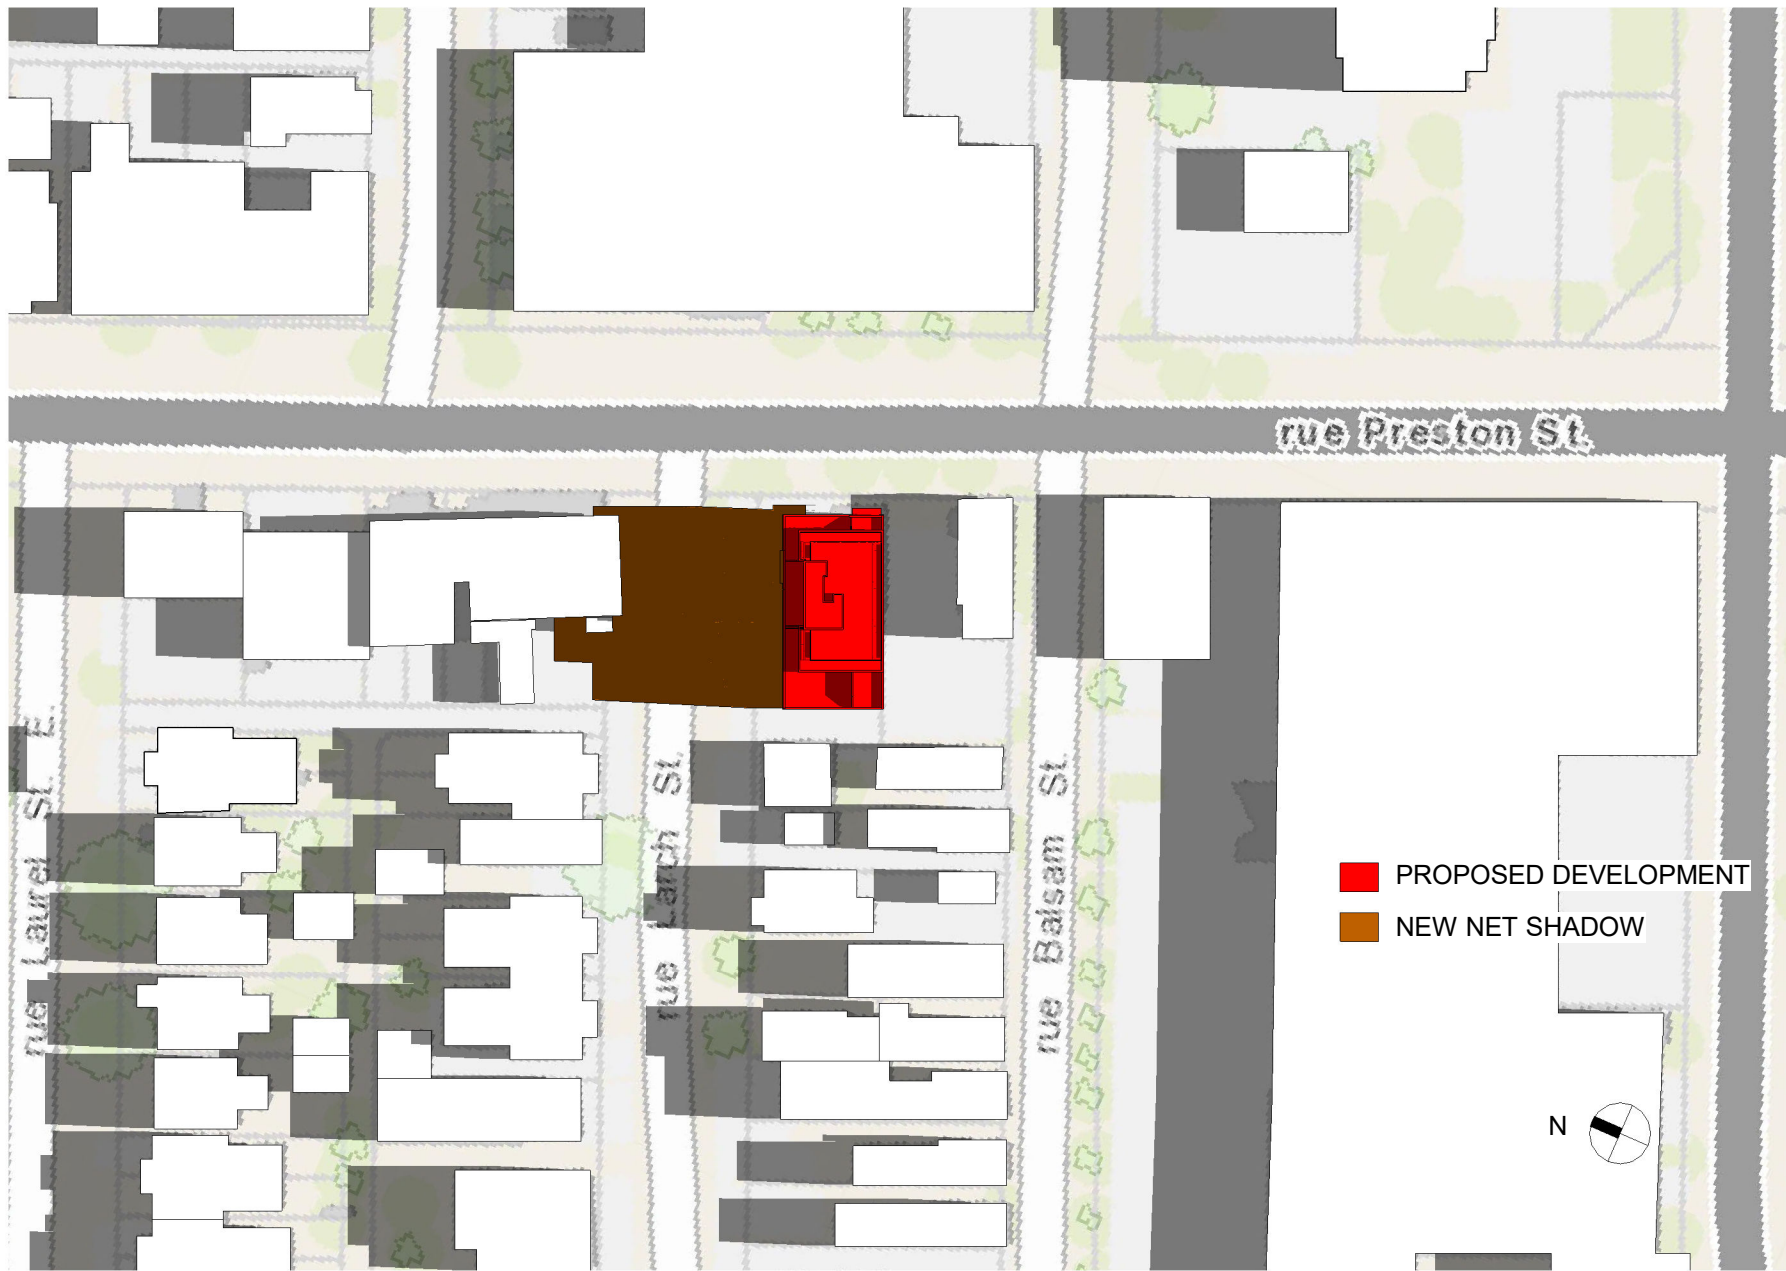 rue Preston St.
rue Laurel St. E.
rue Larch St.
rue Balsam St.
PROPOSED DEVELOPMENT
NEW NET SHADOW
N